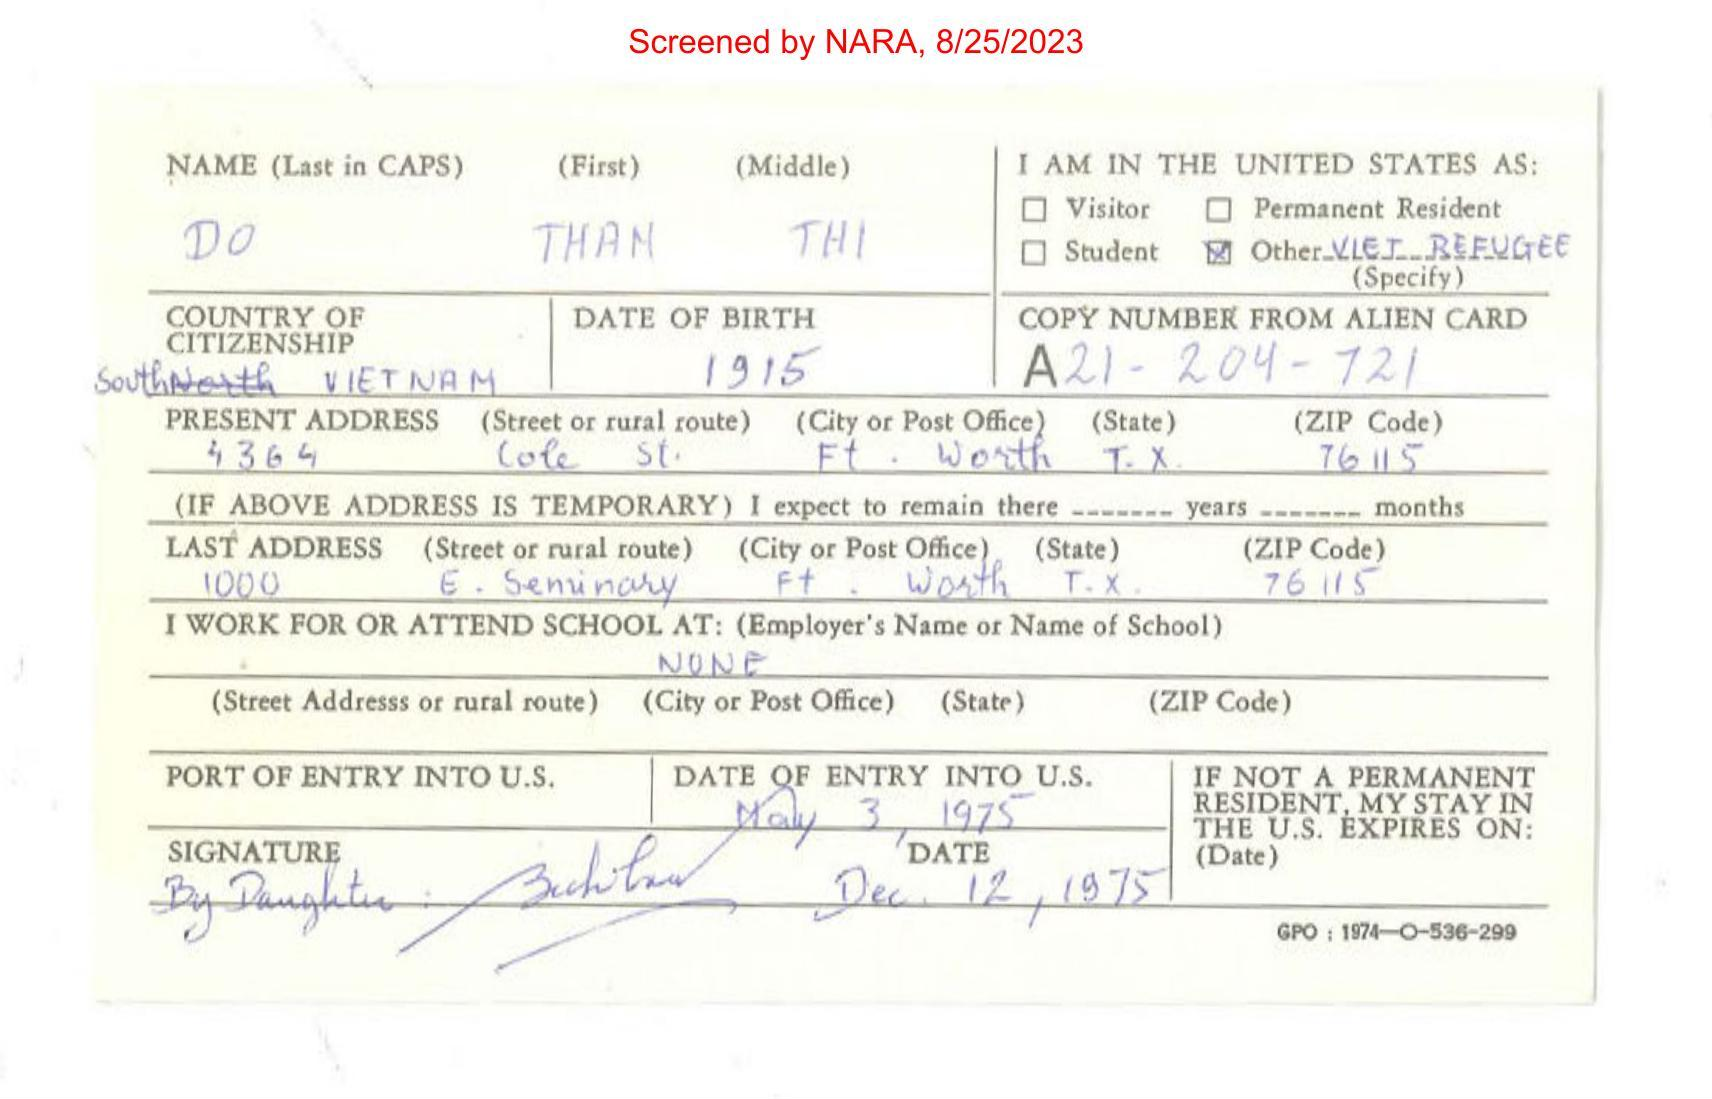 Screened by NARA, 8/25/2023
NAME (Last in CAPS) (First) (Middle)
DO THAM THI
I AM IN THE UNITED STATES AS:
Visitor Permanent Resident
Student Other VIET REFUGEE
(Specify)
COUNTRY OF
CITIZENSHIP
South North VIETNAM
DATE OF BIRTH
1915
COPY NUMBER FROM ALIEN CARD
A21-204-721
PRESENT ADDRESS (Street or rural route) (City or Post Office) (State) (ZIP Code)
4364 Cole St. Ft. Worth T.X. 76115
(IF ABOVE ADDRESS IS TEMPORARY) I expect to remain there ------- years ------- months
LAST ADDRESS (Street or rural route) (City or Post Office) (State) (ZIP Code)
1000 E. Seminary Ft. Worth T.X. 76115
I WORK FOR OR ATTEND SCHOOL AT: (Employer's Name or Name of School)
NONE
(Street Addresss or rural route) (City or Post Office) (State) (ZIP Code)
PORT OF ENTRY INTO U.S.
DATE OF ENTRY INTO U.S.
May 3, 1975
IF NOT A PERMANENT
RESIDENT, MY STAY IN
THE U.S. EXPIRES ON:
(Date)
SIGNATURE DATE
By Daughter: Dec. 12, 1975
GPO : 1974—O-536-299